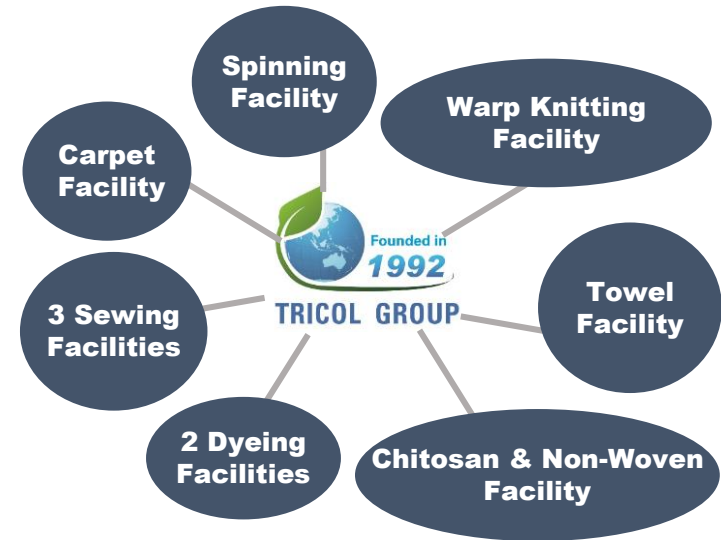 Spinning
Facility
Warp Knitting
Facility
Carpet
Facility
Founded in
1992
TRICOL GROUP
Towel
Facility
3 Sewing
Facilities
2 Dyeing
Facilities
Chitosan & Non-Woven
Facility